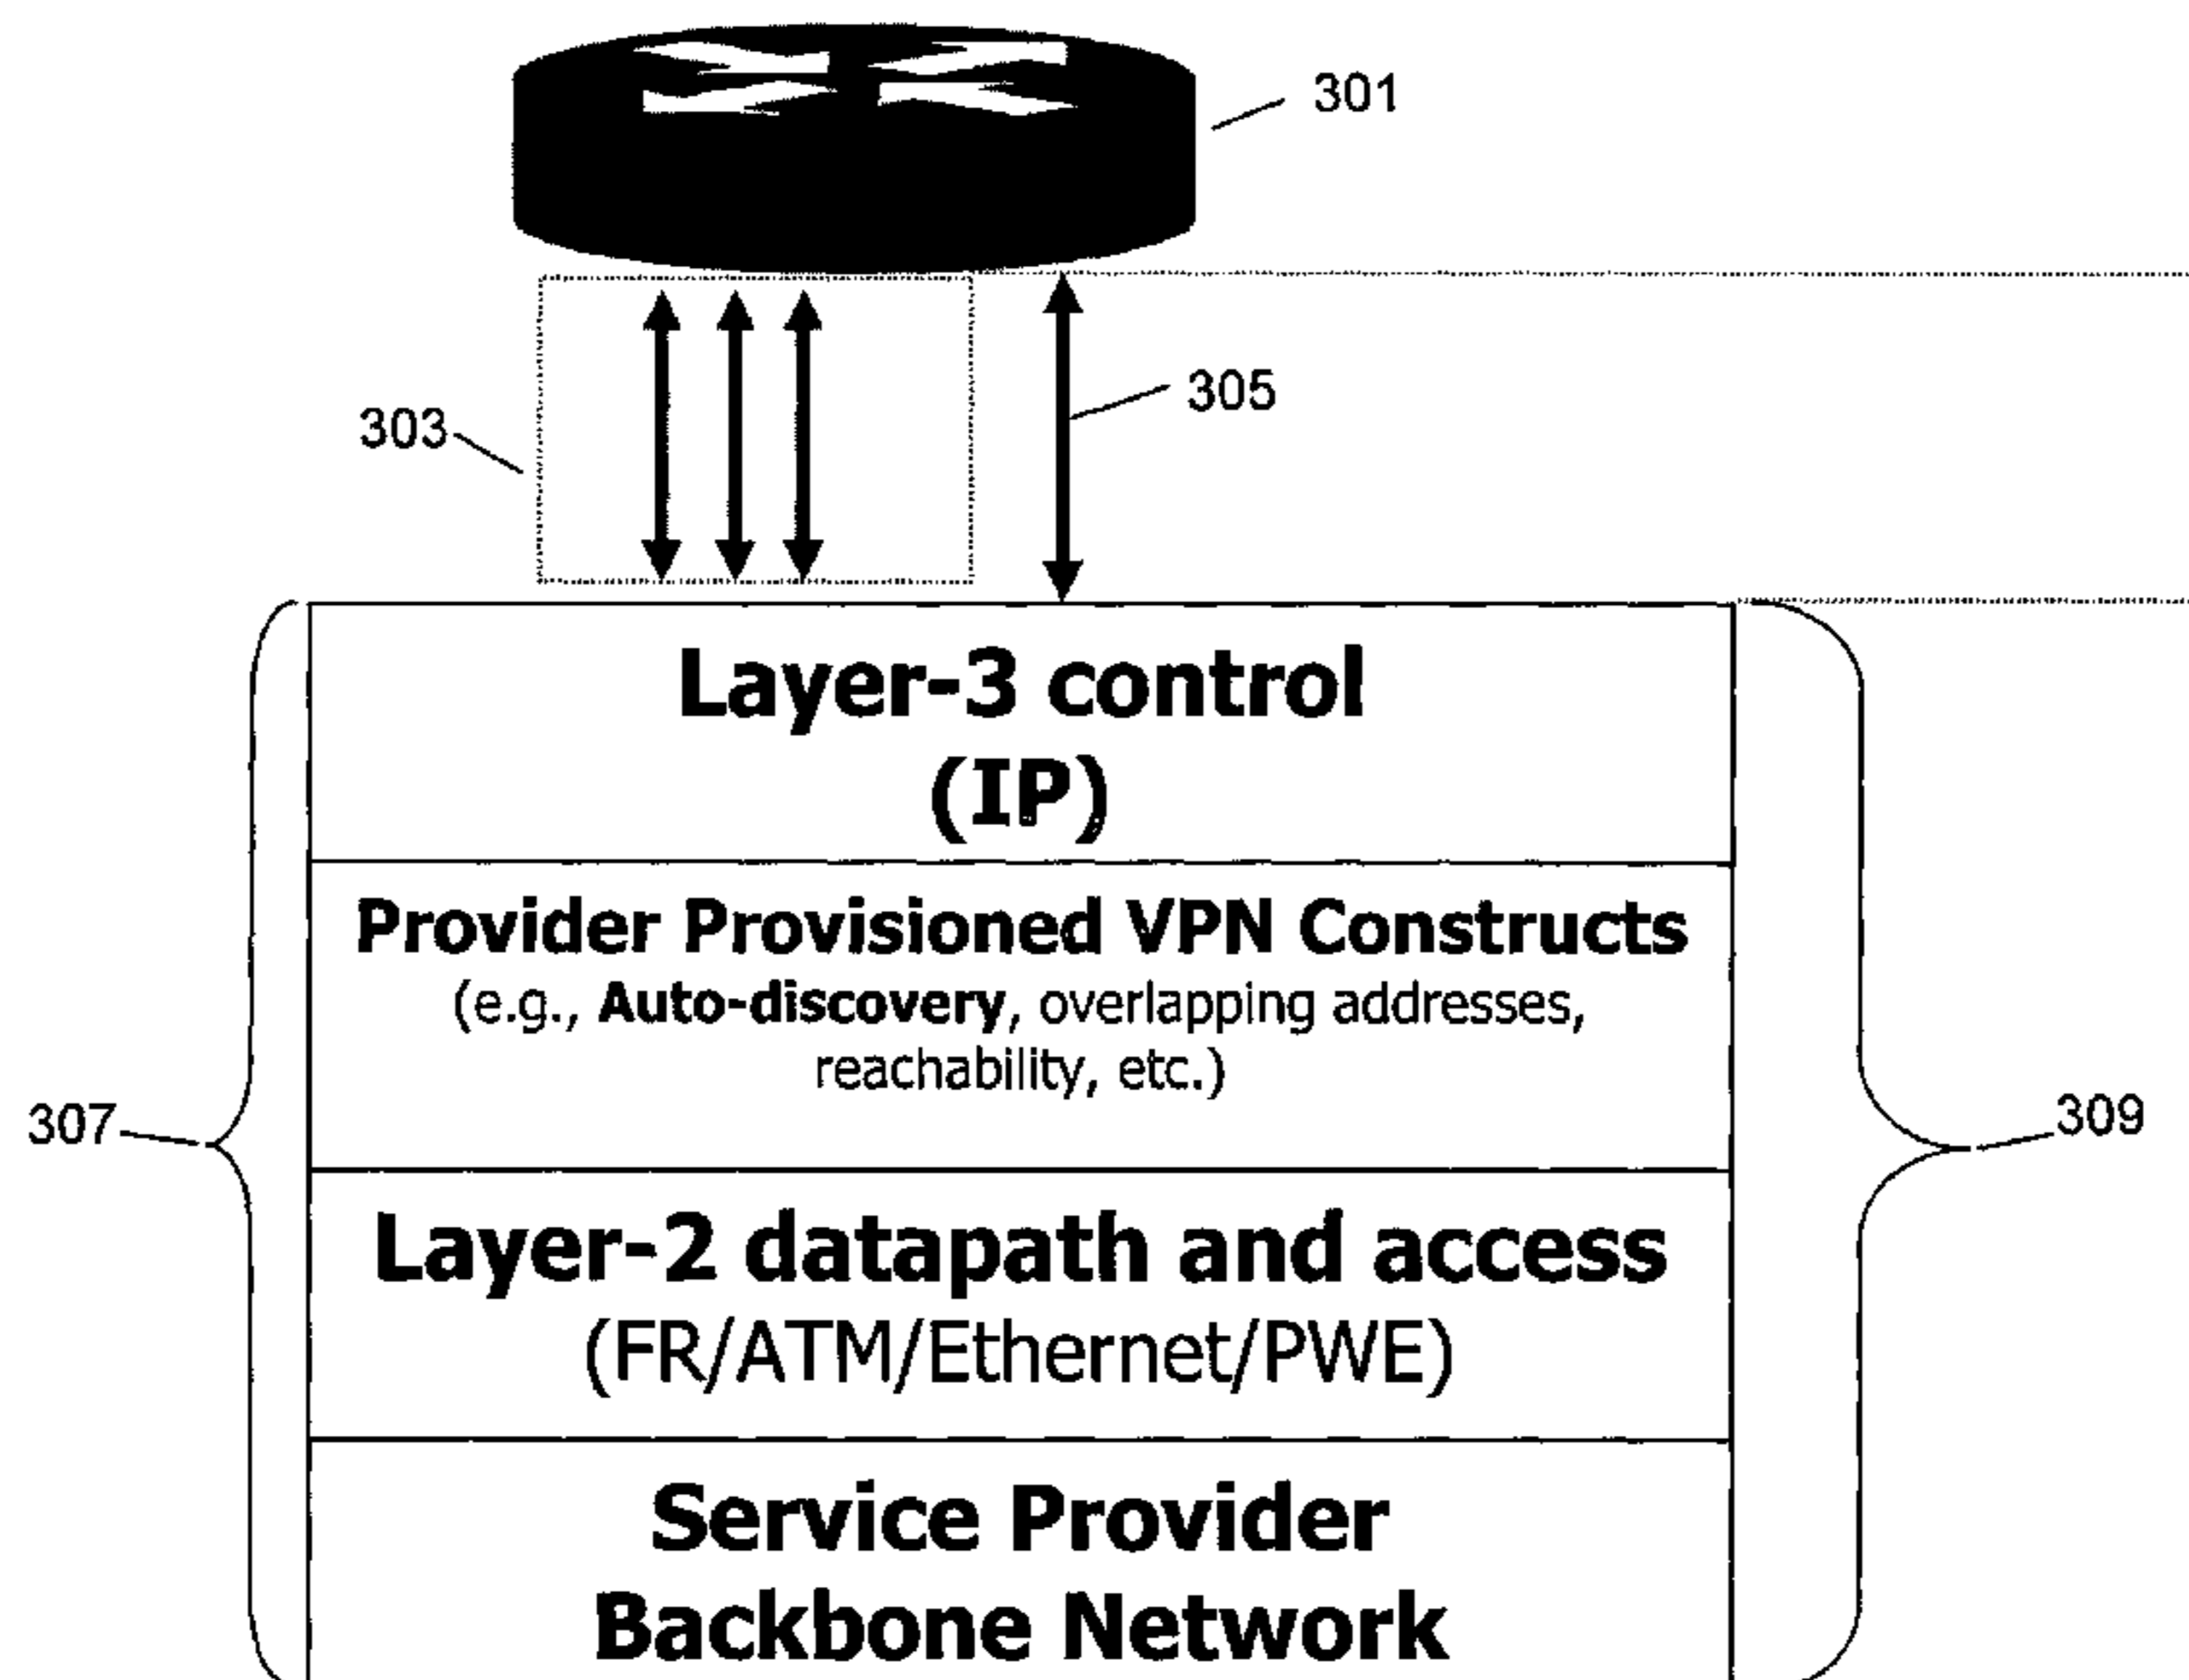 301
305
303
Layer-3 control
(IP)
Provider Provisioned VPN Constructs
(e.g., Auto-discovery, overlapping addresses,
reachability, etc.)
307
309
Layer-2 datapath and access
(FR/ATM/Ethernet/PWE)
Service Provider
Backbone Network